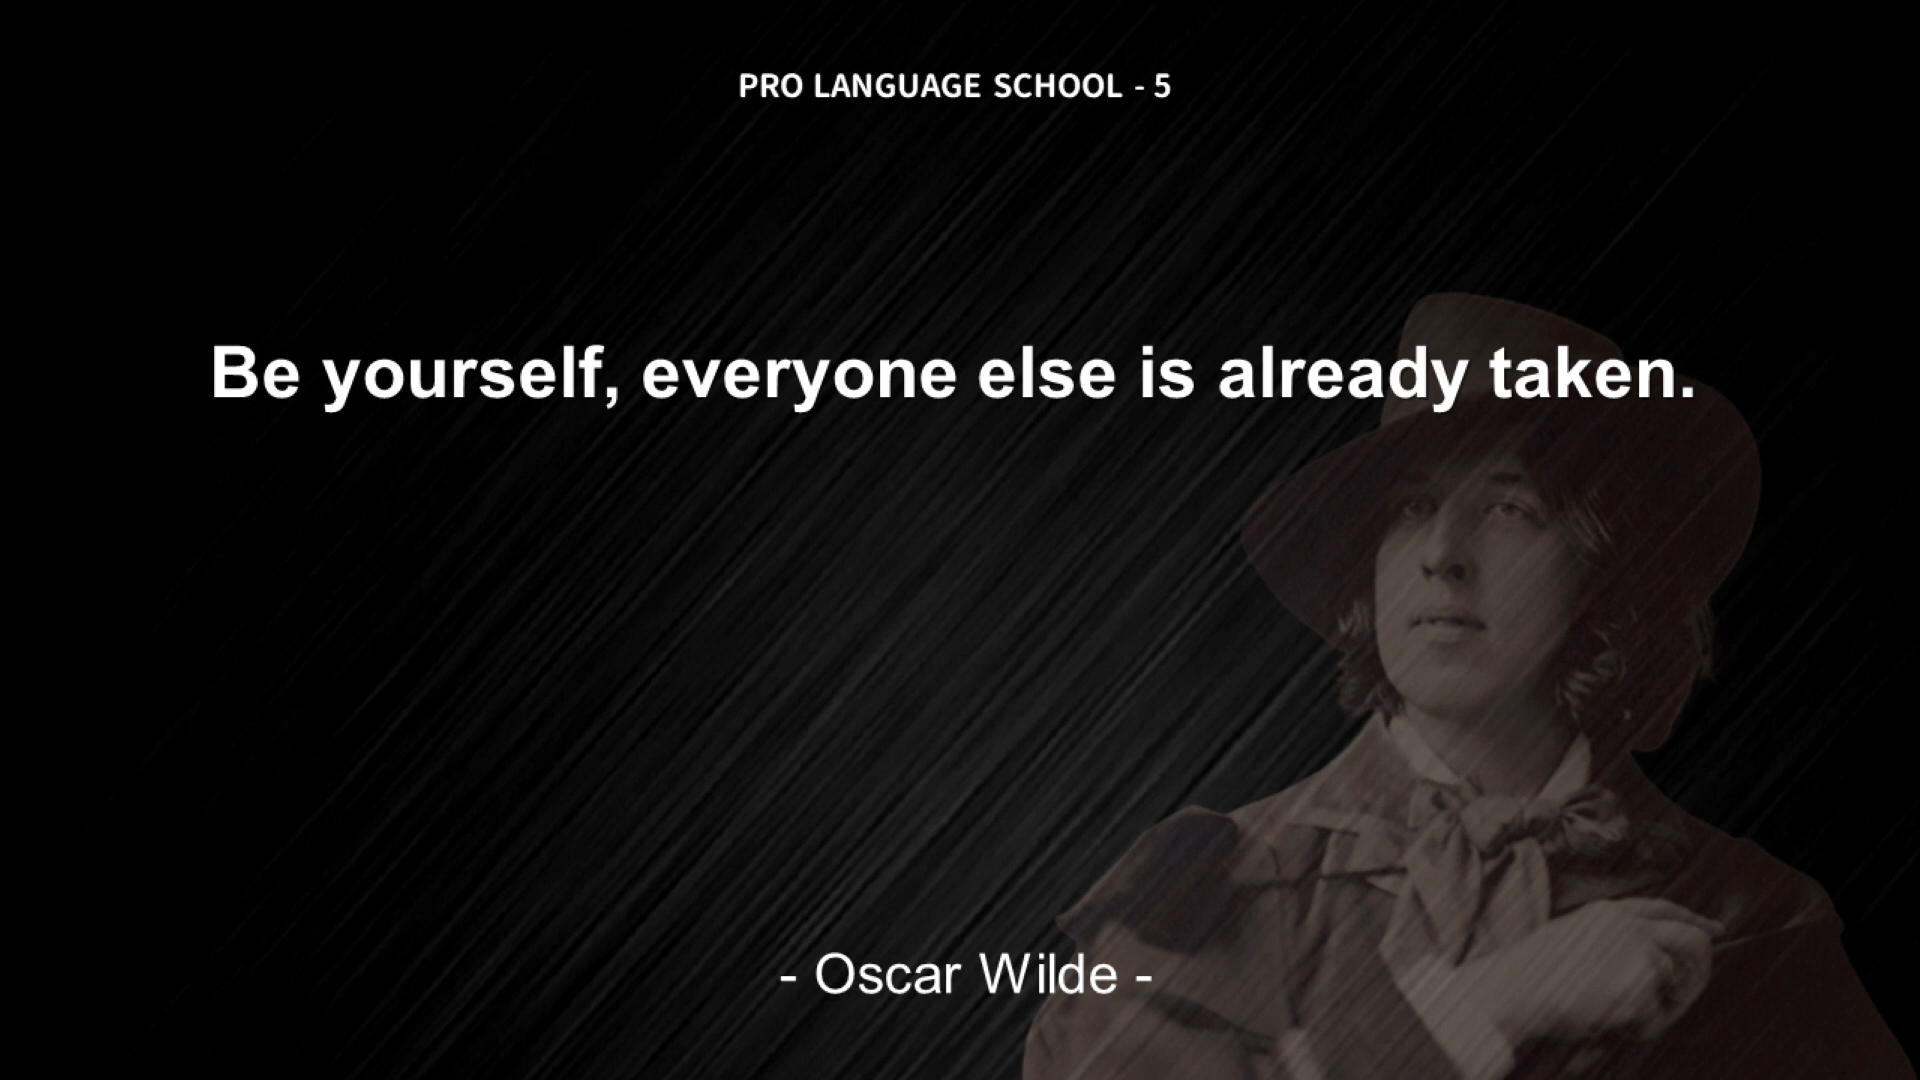 PRO LANGUAGE SCHOOL - 5
Be yourself, everyone else is already taken.
- Oscar Wilde -